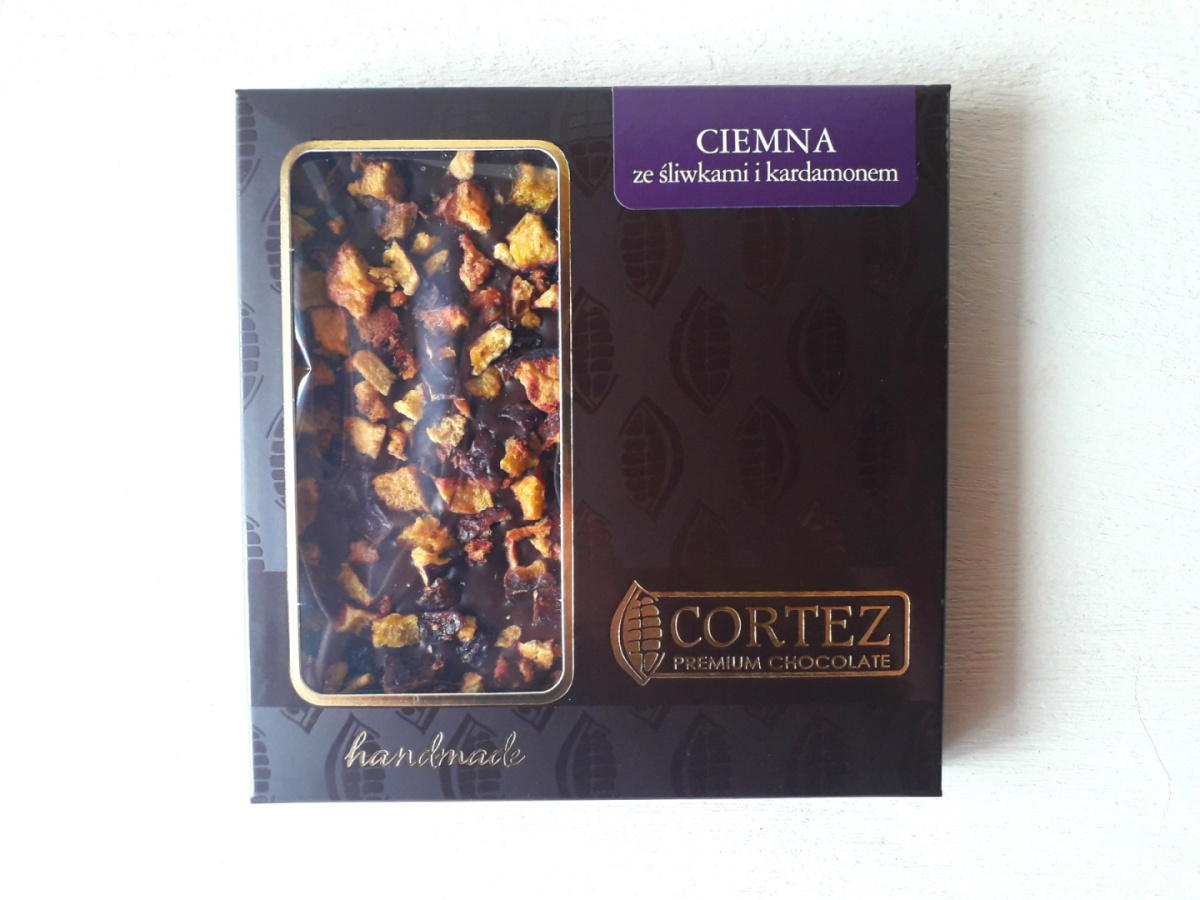 CIEMNA
ze śliwkami i kardamonem
CORTEZ
PREMIUM CHOCOLATE
handmade